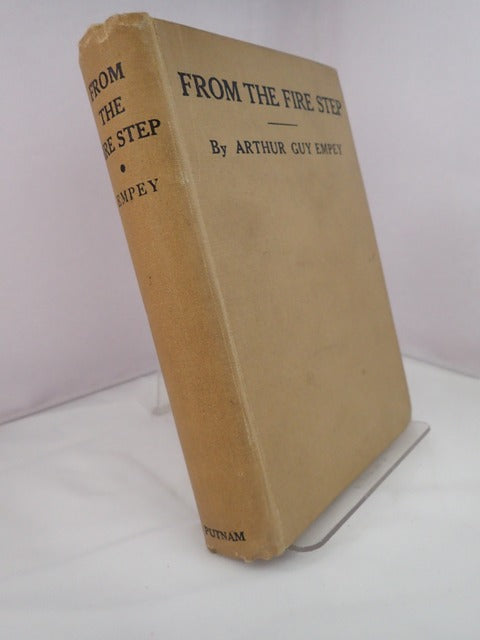 FROM
THE
FIRE STEP
EMPEY
PUTNAM
FROM THE FIRE STEP
By ARTHUR GUY EMPEY